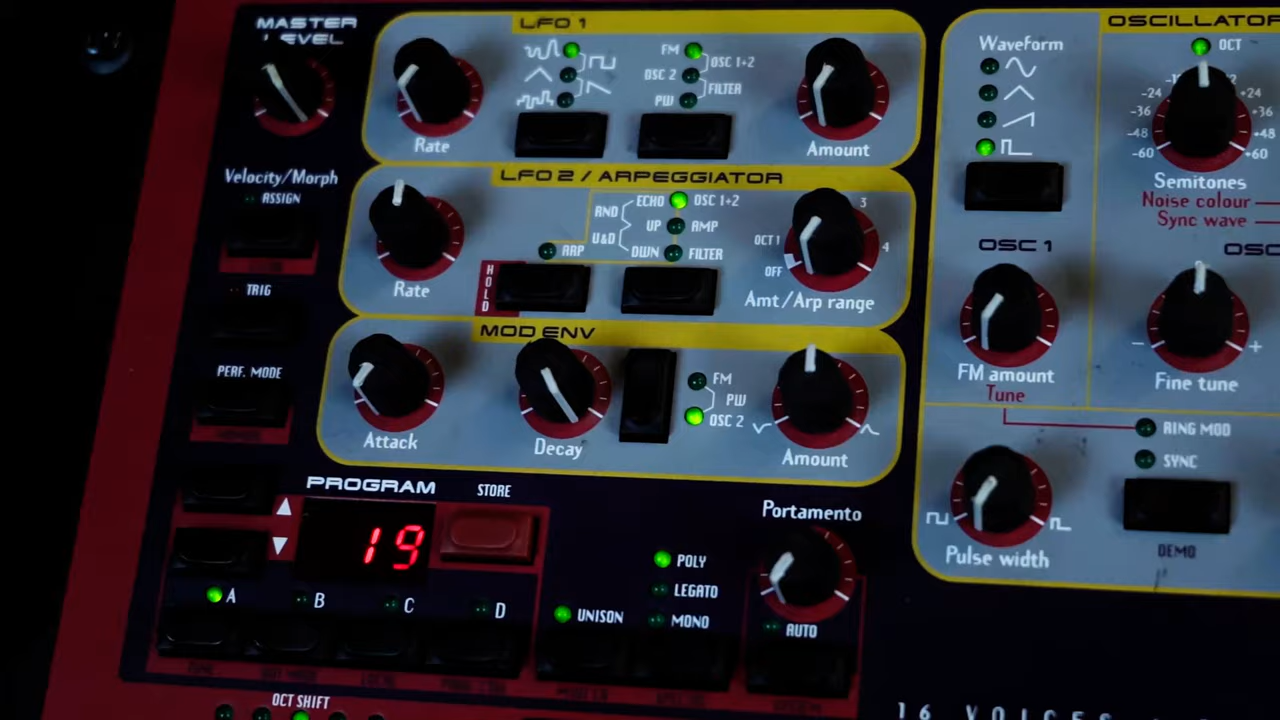 MASTER
LEVEL
LFO 1
FM
OSC 1+2
OSC 2
FILTER
PW
Rate
Amount
Velocity/Morph
ASSIGN
LFO 2 / ARPEGGIATOR
ECHO
OSC 1+2
RND
UP
AMP
U&D
DWN
FILTER
ARP
HOLD
OCT 1
OFF
3
4
Rate
Amt/Arp range
TRIG
MOD ENV
PERF. MODE
FM
PW
OSC 2
Attack
Decay
Amount
PROGRAM
STORE
19
A
B
C
D
UNISON
POLY
LEGATO
MONO
Portamento
AUTO
OCT SHIFT
OSCILLATOR
Waveform
OCT
-12
-24
+24
-36
+36
-48
+48
-60
+60
Semitones
Noise colour
Sync wave
OSC 1
OSC
FM amount
Tune
- +
Fine tune
RING MOD
SYNC
Pulse width
DEMO
16 VOICES